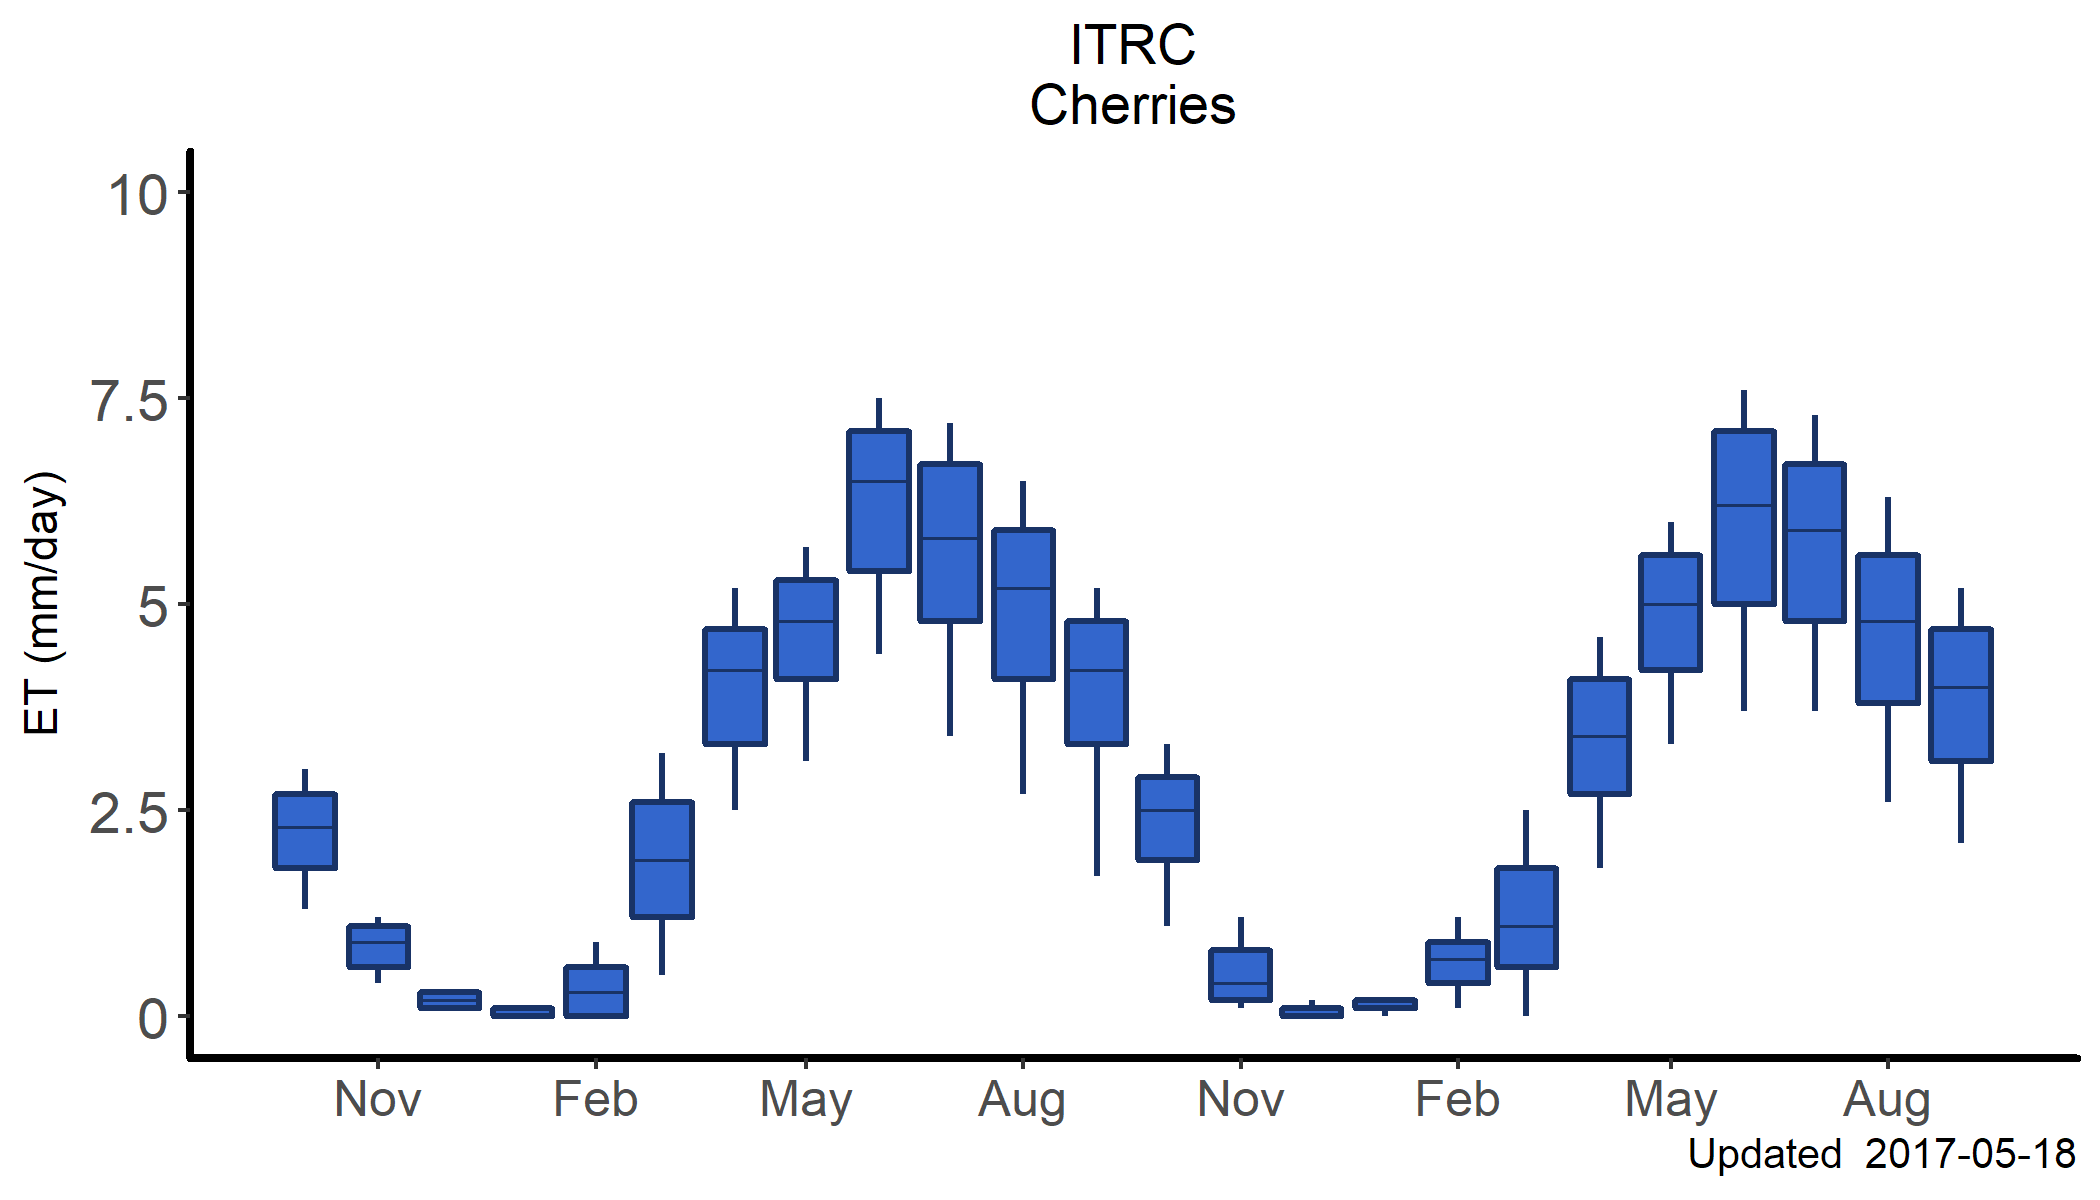 ITRC
Cherries
10
7.5
5
2.5
0
ET (mm/day)
Nov Feb May Aug Nov Feb May Aug
Updated 2017-05-18